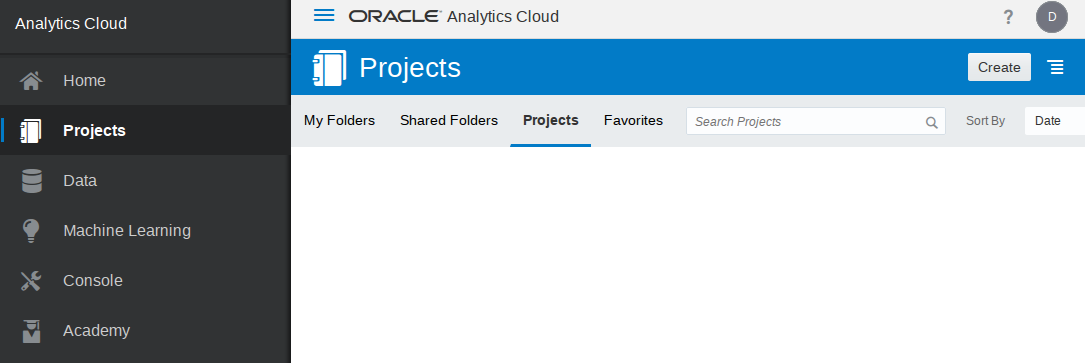 Analytics Cloud
Home
Projects
Data
Machine Learning
Console
Academy
ORACLE Analytics Cloud ? D
Projects Create
My Folders Shared Folders Projects Favorites Search Projects Sort By Date